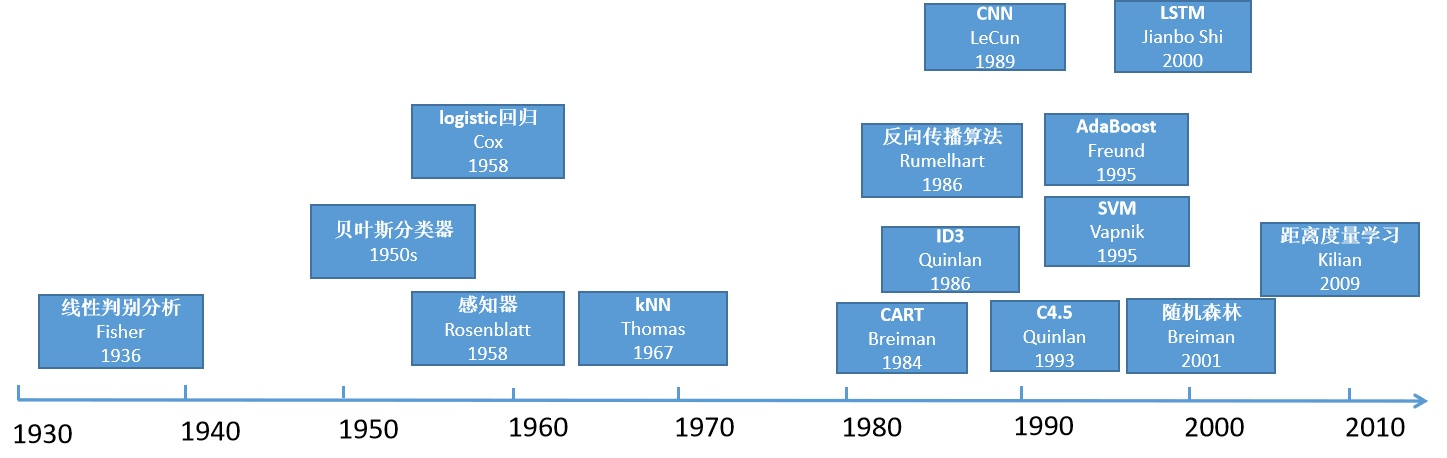 CNN
LeCun
1989
LSTM
Jianbo Shi
2000
logistic回归
Cox
1958
反向传播算法
Rumelhart
1986
AdaBoost
Freund
1995
贝叶斯分类器
1950s
ID3
Quinlan
1986
SVM
Vapnik
1995
距离度量学习
Kilian
2009
线性判别分析
Fisher
1936
感知器
Rosenblatt
1958
kNN
Thomas
1967
CART
Breiman
1984
C4.5
Quinlan
1993
随机森林
Breiman
2001
1930 1940 1950 1960 1970 1980 1990 2000 2010